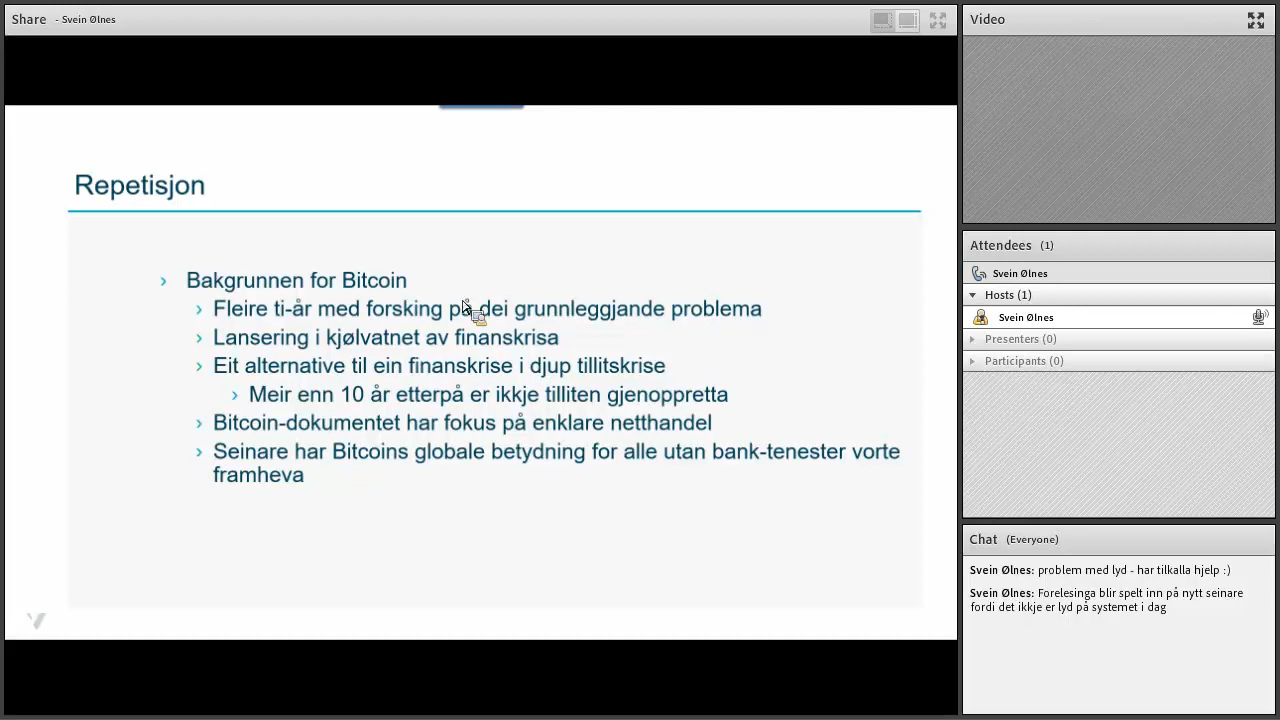 Share - Svein Ølnes
Repetisjon
› Bakgrunnen for Bitcoin
› Fleire ti-år med forsking på dei grunnleggjande problema
› Lansering i kjølvatnet av finanskrisa
› Eit alternative til ein finanskrise i djup tillitskrise
› Meir enn 10 år etterpå er ikkje tilliten gjenoppretta
› Bitcoin-dokumentet har fokus på enklare netthandel
› Seinare har Bitcoins globale betydning for alle utan bank-tenester vorte
framheva
Video
Attendees (1)
Svein Ølnes
Hosts (1)
Svein Ølnes
Presenters (0)
Participants (0)
Chat (Everyone)
Svein Ølnes: problem med lyd - har tilkalla hjelp :)
Svein Ølnes: Forelesinga blir spelt inn på nytt seinare
fordi det ikkje er lyd på systemet i dag